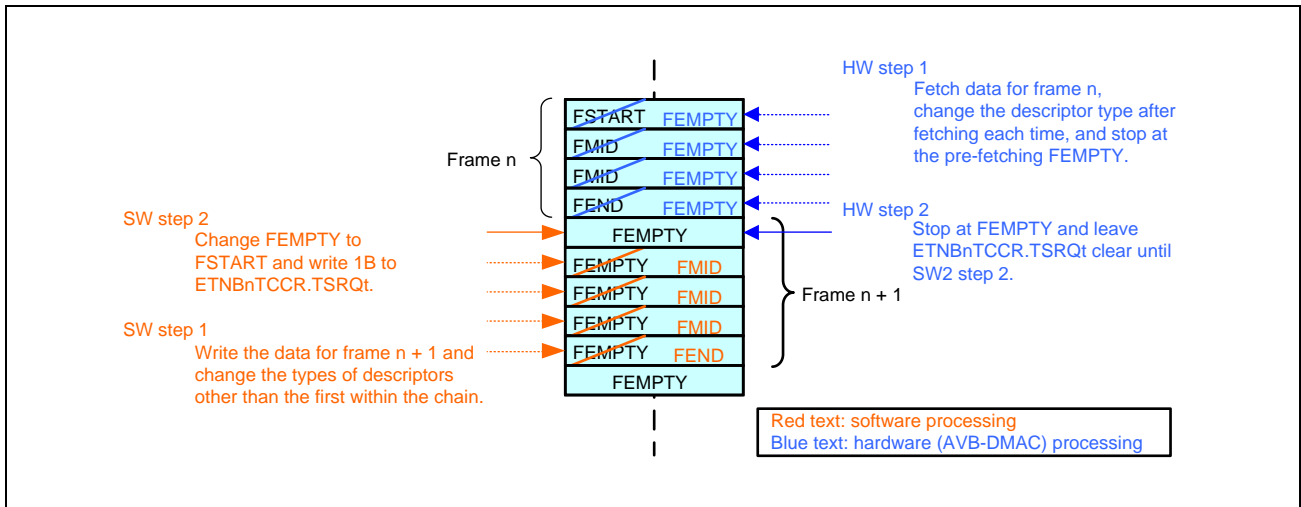 HW step 1
Fetch data for frame n,
change the descriptor type after
fetching each time, and stop at
the pre-fetching FEMPTY.
Frame n
FSTART FEMPTY
FMID FEMPTY
FMID FEMPTY
FEND FEMPTY
SW step 2
Change FEMPTY to
FSTART and write 1B to
ETNBnTCCR.TSRQt.
FEMPTY
HW step 2
Stop at FEMPTY and leave
ETNBnTCCR.TSRQt clear until
SW2 step 2.
FEMPTY FMID
FEMPTY FMID
FEMPTY FMID
FEMPTY FEND
Frame n + 1
SW step 1
Write the data for frame n + 1 and
change the types of descriptors
other than the first within the chain.
FEMPTY
Red text: software processing
Blue text: hardware (AVB-DMAC) processing